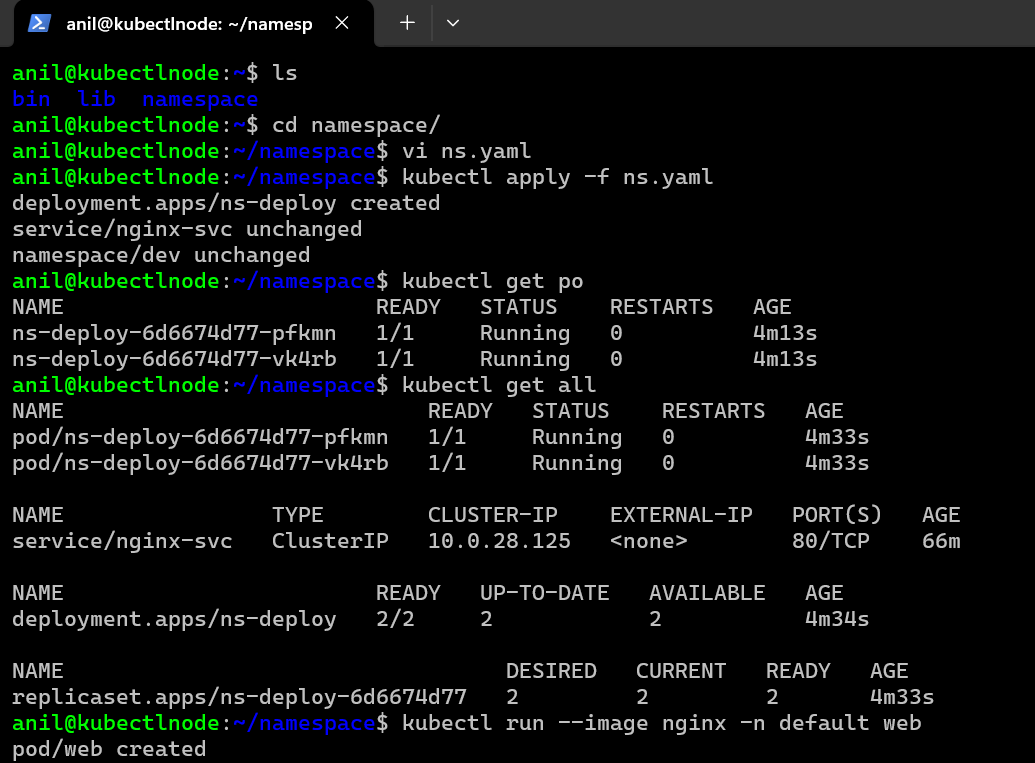 anil@kubectlnode: ~/namesp
anil@kubectlnode:~$ ls
bin  lib  namespace
anil@kubectlnode:~$ cd namespace/
anil@kubectlnode:~/namespace$ vi ns.yaml
anil@kubectlnode:~/namespace$ kubectl apply -f ns.yaml
deployment.apps/ns-deploy created
service/nginx-svc unchanged
namespace/dev unchanged
anil@kubectlnode:~/namespace$ kubectl get po
NAME                        READY   STATUS    RESTARTS   AGE
ns-deploy-6d6674d77-pfkmn   1/1     Running   0          4m13s
ns-deploy-6d6674d77-vk4rb   1/1     Running   0          4m13s
anil@kubectlnode:~/namespace$ kubectl get all
NAME                            READY   STATUS    RESTARTS   AGE
pod/ns-deploy-6d6674d77-pfkmn   1/1     Running   0          4m33s
pod/ns-deploy-6d6674d77-vk4rb   1/1     Running   0          4m33s
NAME                TYPE        CLUSTER-IP    EXTERNAL-IP   PORT(S)   AGE
service/nginx-svc   ClusterIP   10.0.28.125   <none>        80/TCP    66m
NAME                        READY   UP-TO-DATE   AVAILABLE   AGE
deployment.apps/ns-deploy   2/2     2            2           4m34s
NAME                                  DESIRED   CURRENT   READY   AGE
replicaset.apps/ns-deploy-6d6674d77   2         2         2       4m33s
anil@kubectlnode:~/namespace$ kubectl run --image nginx -n default web
pod/web created